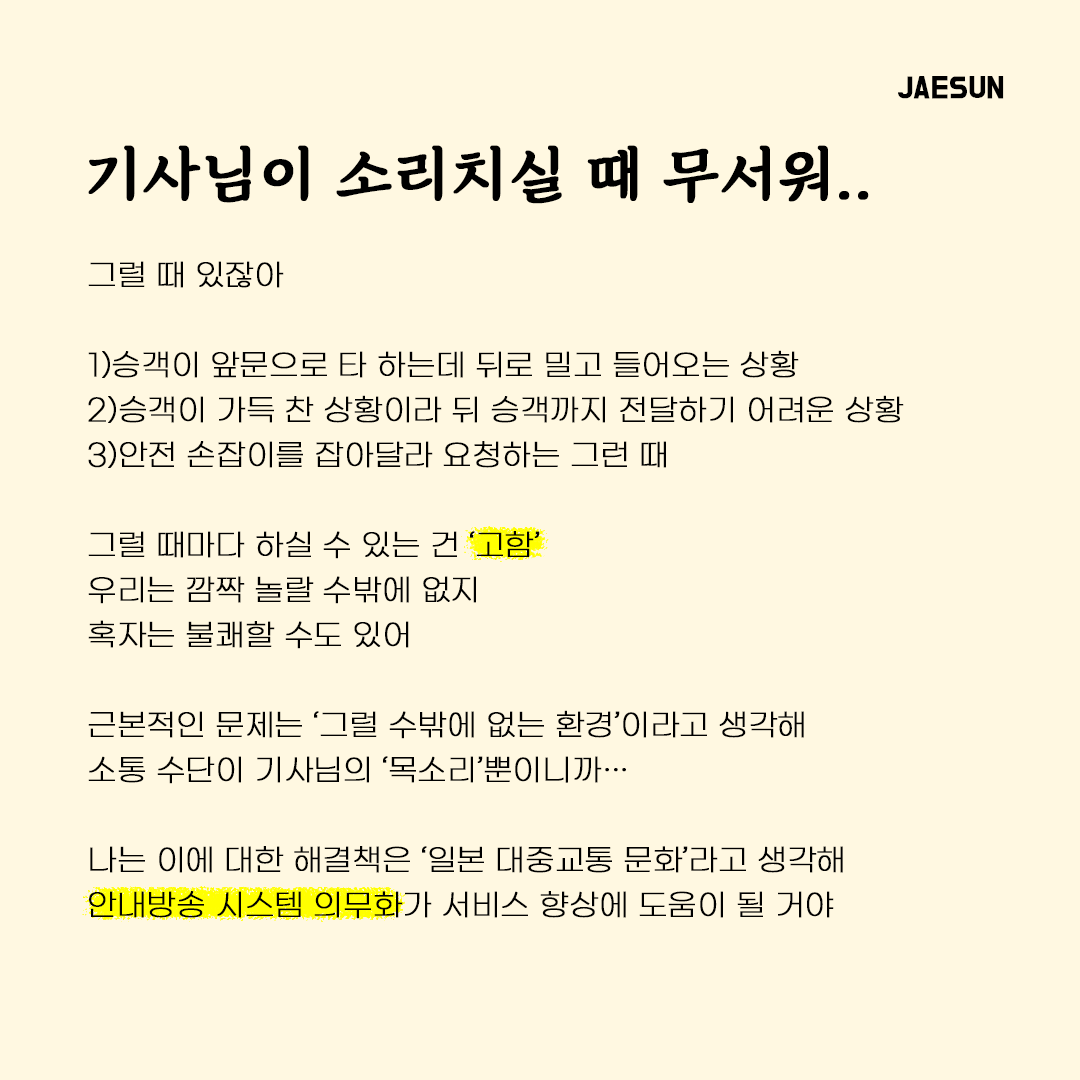 JAESUN
기사님이 소리치실 때 무서워..
그럴 때 있잖아
1)승객이 앞문으로 타 하는데 뒤로 밀고 들어오는 상황
2)승객이 가득 찬 상황이라 뒤 승객까지 전달하기 어려운 상황
3)안전 손잡이를 잡아달라 요청하는 그런 때
그럴 때마다 하실 수 있는 건 ‘고함’
우리는 깜짝 놀랄 수밖에 없지
혹자는 불쾌할 수도 있어
근본적인 문제는 ‘그럴 수밖에 없는 환경’이라고 생각해
소통 수단이 기사님의 ‘목소리’뿐이니까…
나는 이에 대한 해결책은 ‘일본 대중교통 문화’라고 생각해
안내방송 시스템 의무화가 서비스 향상에 도움이 될 거야